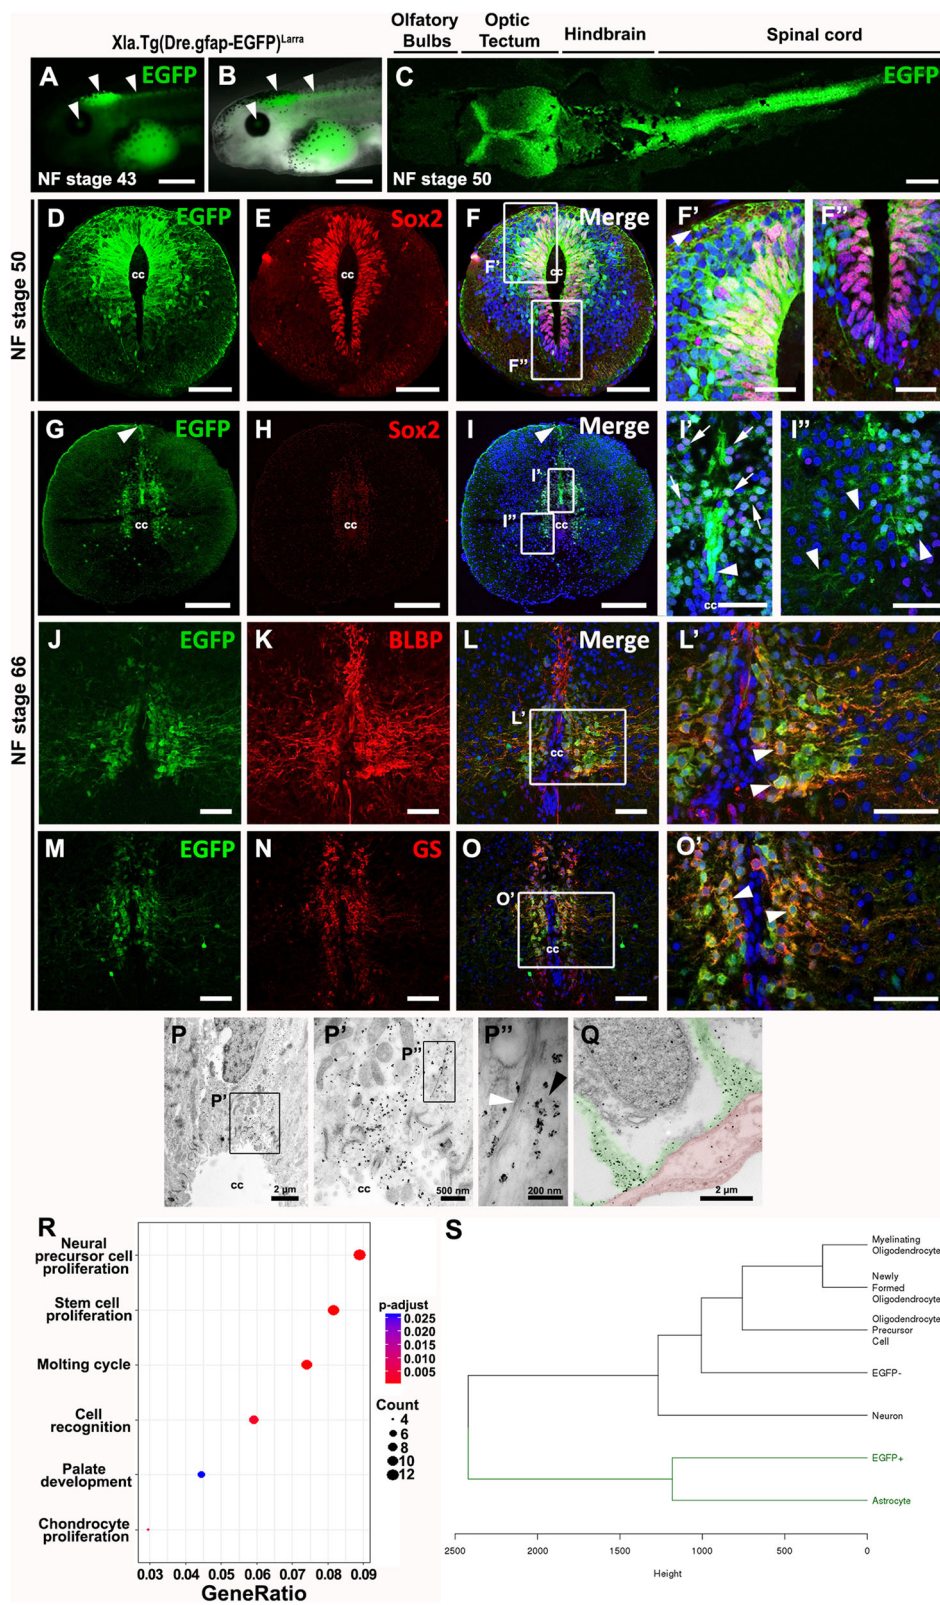 Xla.Tg(Dre.gfap-EGFP)Larra
Olfatory
Bulbs
Optic
Tectum
Hindbrain
Spinal cord
A
EGFP
NF stage 43
B
C
EGFP
NF stage 50
NF stage 50
D
EGFP
cc
E
Sox2
cc
F
Merge
F'
cc
F''
F'
F''
NF stage 66
G
EGFP
cc
H
Sox2
cc
I
Merge
I'
I''
cc
I'
cc
I''
J
EGFP
K
BLBP
L
Merge
L'
cc
L'
M
EGFP
N
GS
O
O'
cc
O'
P
P'
cc
2 µm
P'
P''
cc
500 nm
P''
200 nm
Q
2 µm
R
Neural
precursor cell
proliferation
Stem cell
proliferation
Molting cycle
Cell
recognition
Palate
development
Chondrocyte
proliferation
0.03 0.04 0.05 0.06 0.07 0.08 0.09
GeneRatio
p-adjust
0.025
0.020
0.015
0.010
0.005
Count
4
6
8
10
12
S
Myelinating
Oligodendrocyte
Newly
Formed
Oligodendrocyte
Oligodendrocyte
Precursor
Cell
EGFP-
Neuron
EGFP+
Astrocyte
2500 2000 1500 1000 500 0
Height